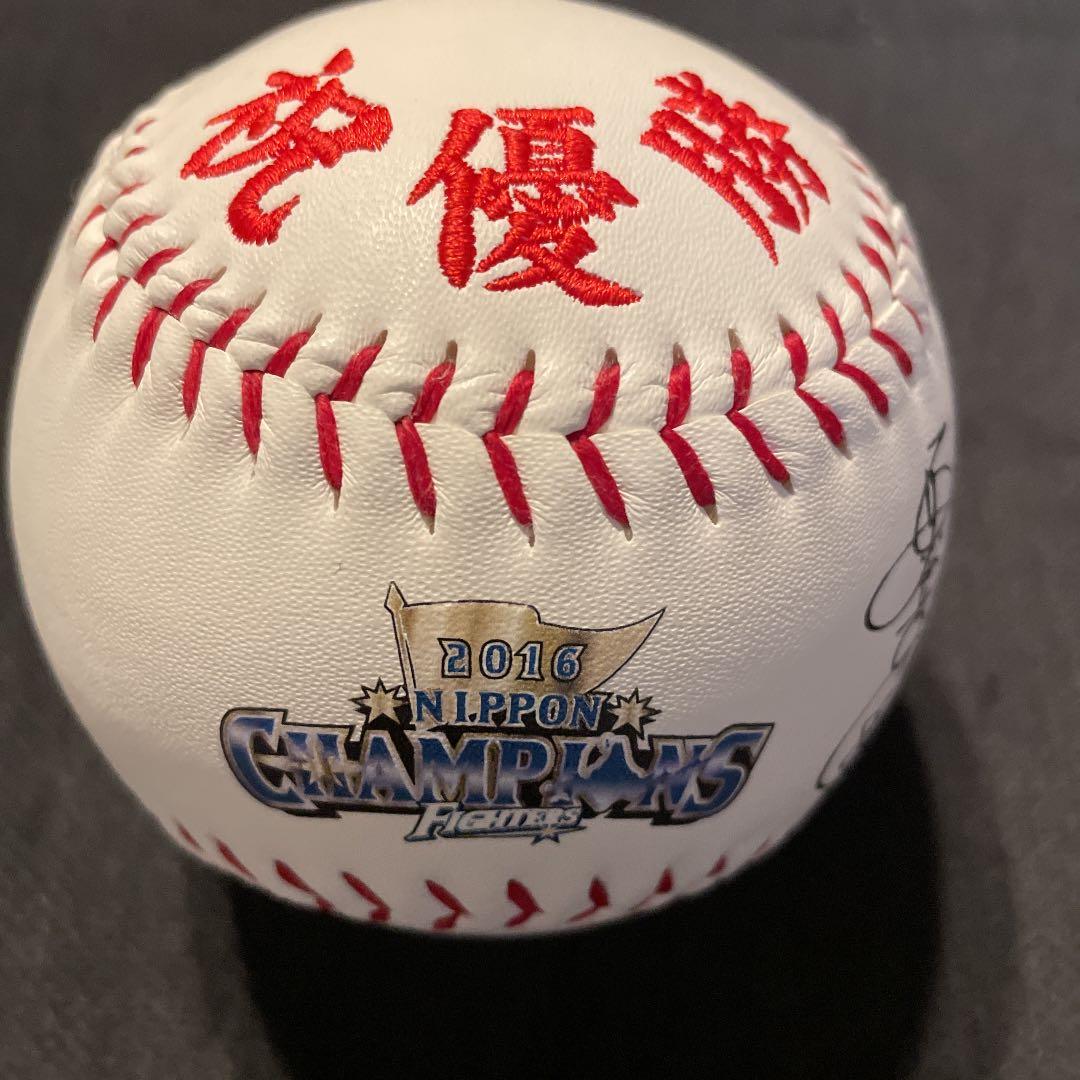 祝優勝
2016
NIPPON
CHAMPIONS
FIGHTERS